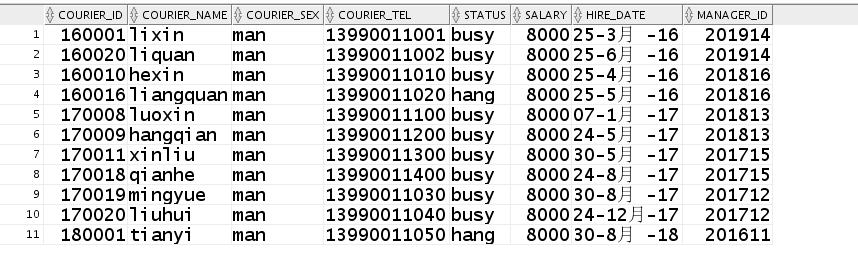 COURIER_ID COURIER_NAME COURIER_SEX COURIER_TEL STATUS SALARY HIRE_DATE MANAGER_ID
1 160001 lixin man 13990011001 busy 8000 25-3月 -16 201914
2 160020 liquan man 13990011002 busy 8000 25-6月 -16 201914
3 160010 hexin man 13990011010 busy 8000 25-4月 -16 201816
4 160016 liangquan man 13990011020 hang 8000 25-5月 -16 201816
5 170008 luoxin man 13990011100 busy 8000 07-1月 -17 201813
6 170009 hangqian man 13990011200 busy 8000 24-5月 -17 201813
7 170011 xinliu man 13990011300 busy 8000 30-5月 -17 201715
8 170018 qianhe man 13990011400 busy 8000 24-8月 -17 201715
9 170019 mingyue man 13990011030 busy 8000 30-8月 -17 201712
10 170020 liuhui man 13990011040 busy 8000 24-12月-17 201712
11 180001 tianyi man 13990011050 hang 8000 30-8月 -18 201611